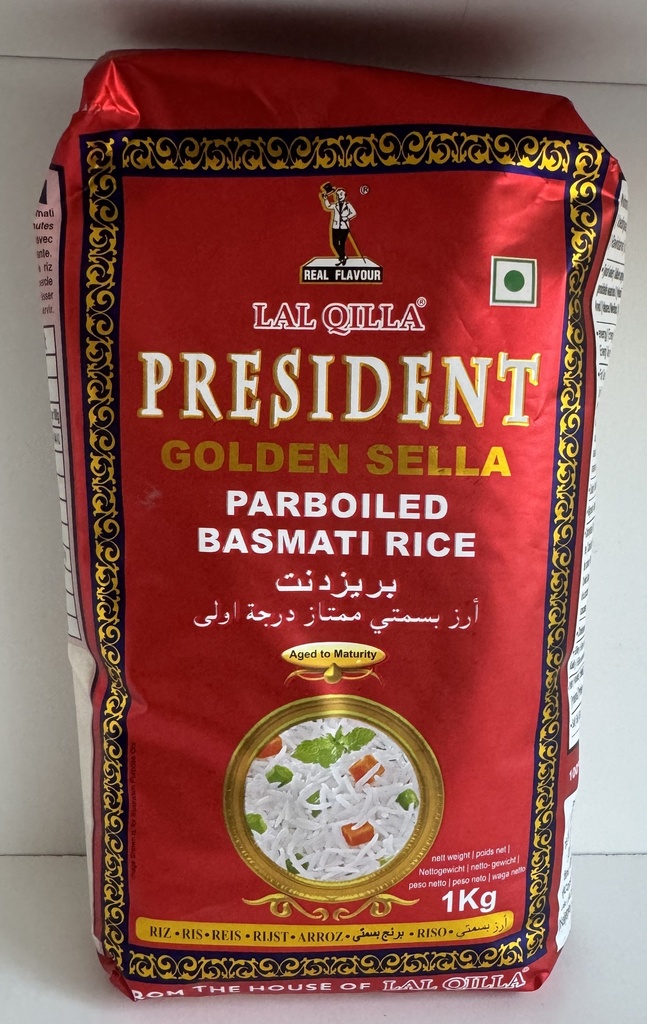 REAL FLAVOUR
LAL QILLA®
PRESIDENT
GOLDEN SELLA
PARBOILED
BASMATI RICE
بريزدنت
أرز بسمتي ممتاز درجة اولى
Aged to Maturity
nett weight | poids net |
Nettogewicht | netto-gewicht |
peso netto | peso neto | waga netto
1Kg
RIZ • RIS • REIS • RIJST • ARROZ • برنج بسمتی • RISO • أرز بسمتي
FROM THE HOUSE OF LAL QILLA®